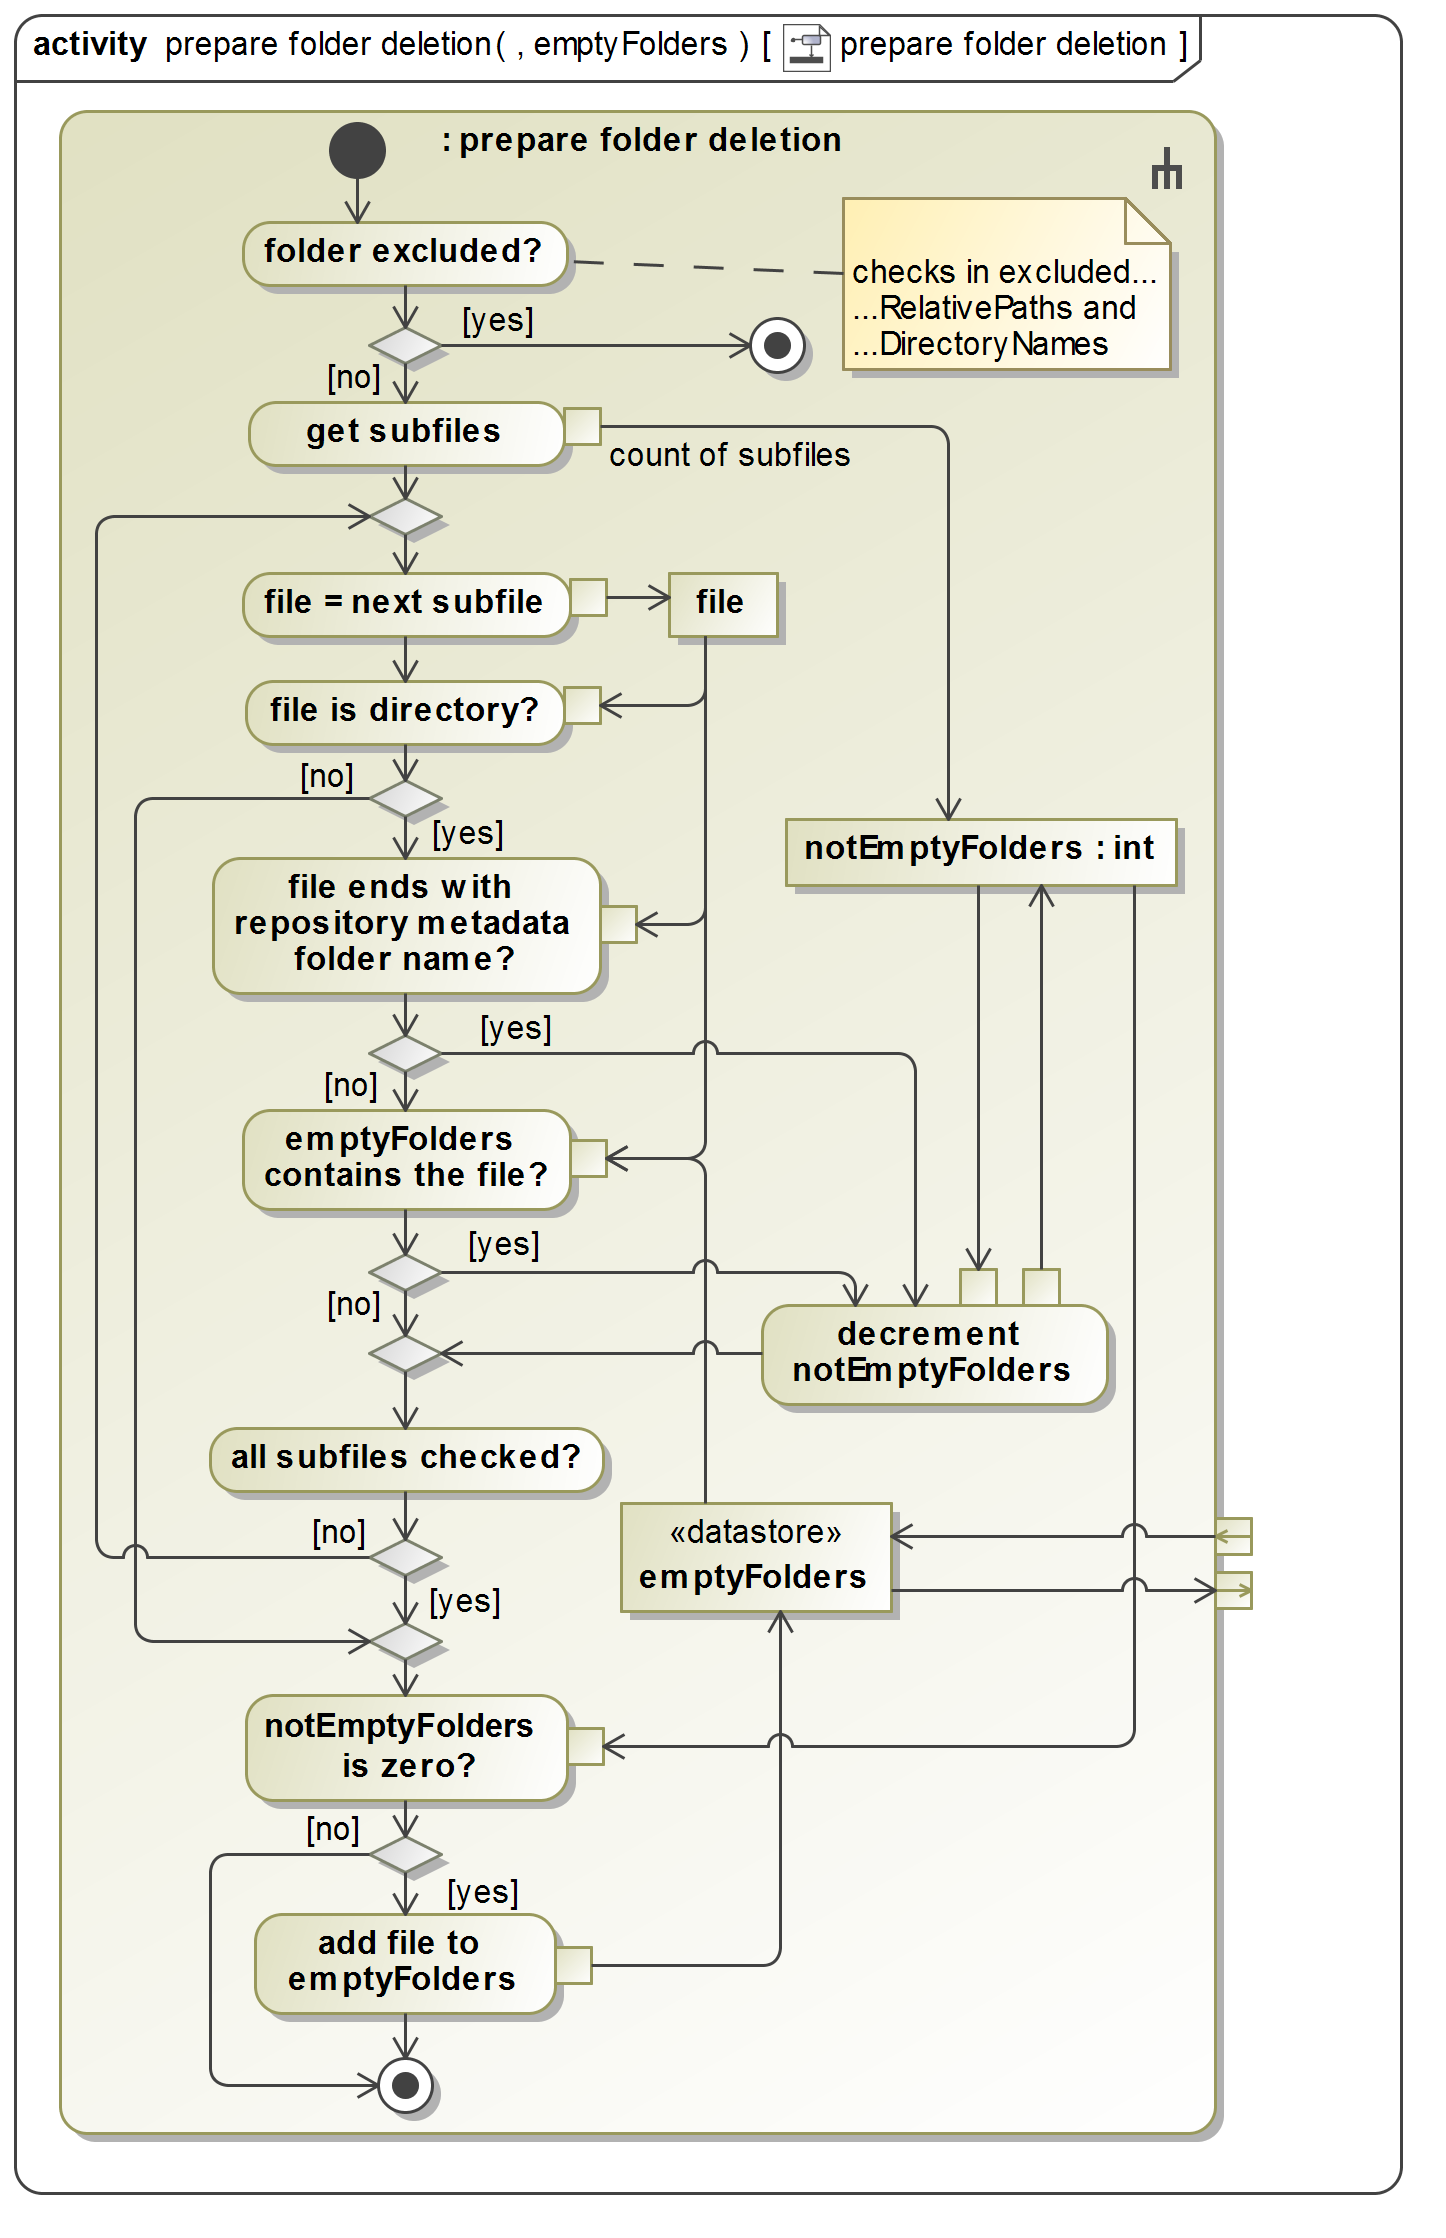 activity prepare folder deletion( , emptyFolders ) [ prepare folder deletion ]
: prepare folder deletion
folder excluded?
checks in excluded...
...RelativePaths and
...DirectoryNames
[yes]
[no]
get subfiles
count of subfiles
file = next subfile
file
file is directory?
[no]
[yes]
notEmptyFolders : int
file ends with
repository metadata
folder name?
[yes]
[no]
emptyFolders
contains the file?
[yes]
[no]
decrement
notEmptyFolders
all subfiles checked?
[no]
«datastore»
emptyFolders
[yes]
notEmptyFolders
is zero?
[no]
[yes]
add file to
emptyFolders